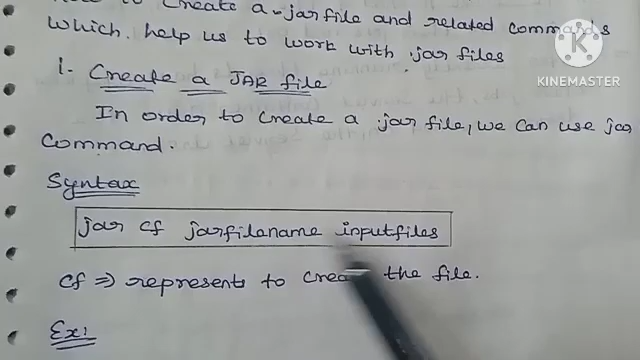 to create a .jar file and related commands
which help us to work with .jar files
KINEMASTER
1. Create a JAR file
In order to create a .jar file, we can use jar
command.
Syntax
jar cf jarfilename inputfiles
cf => represents to create the file.
Ex: